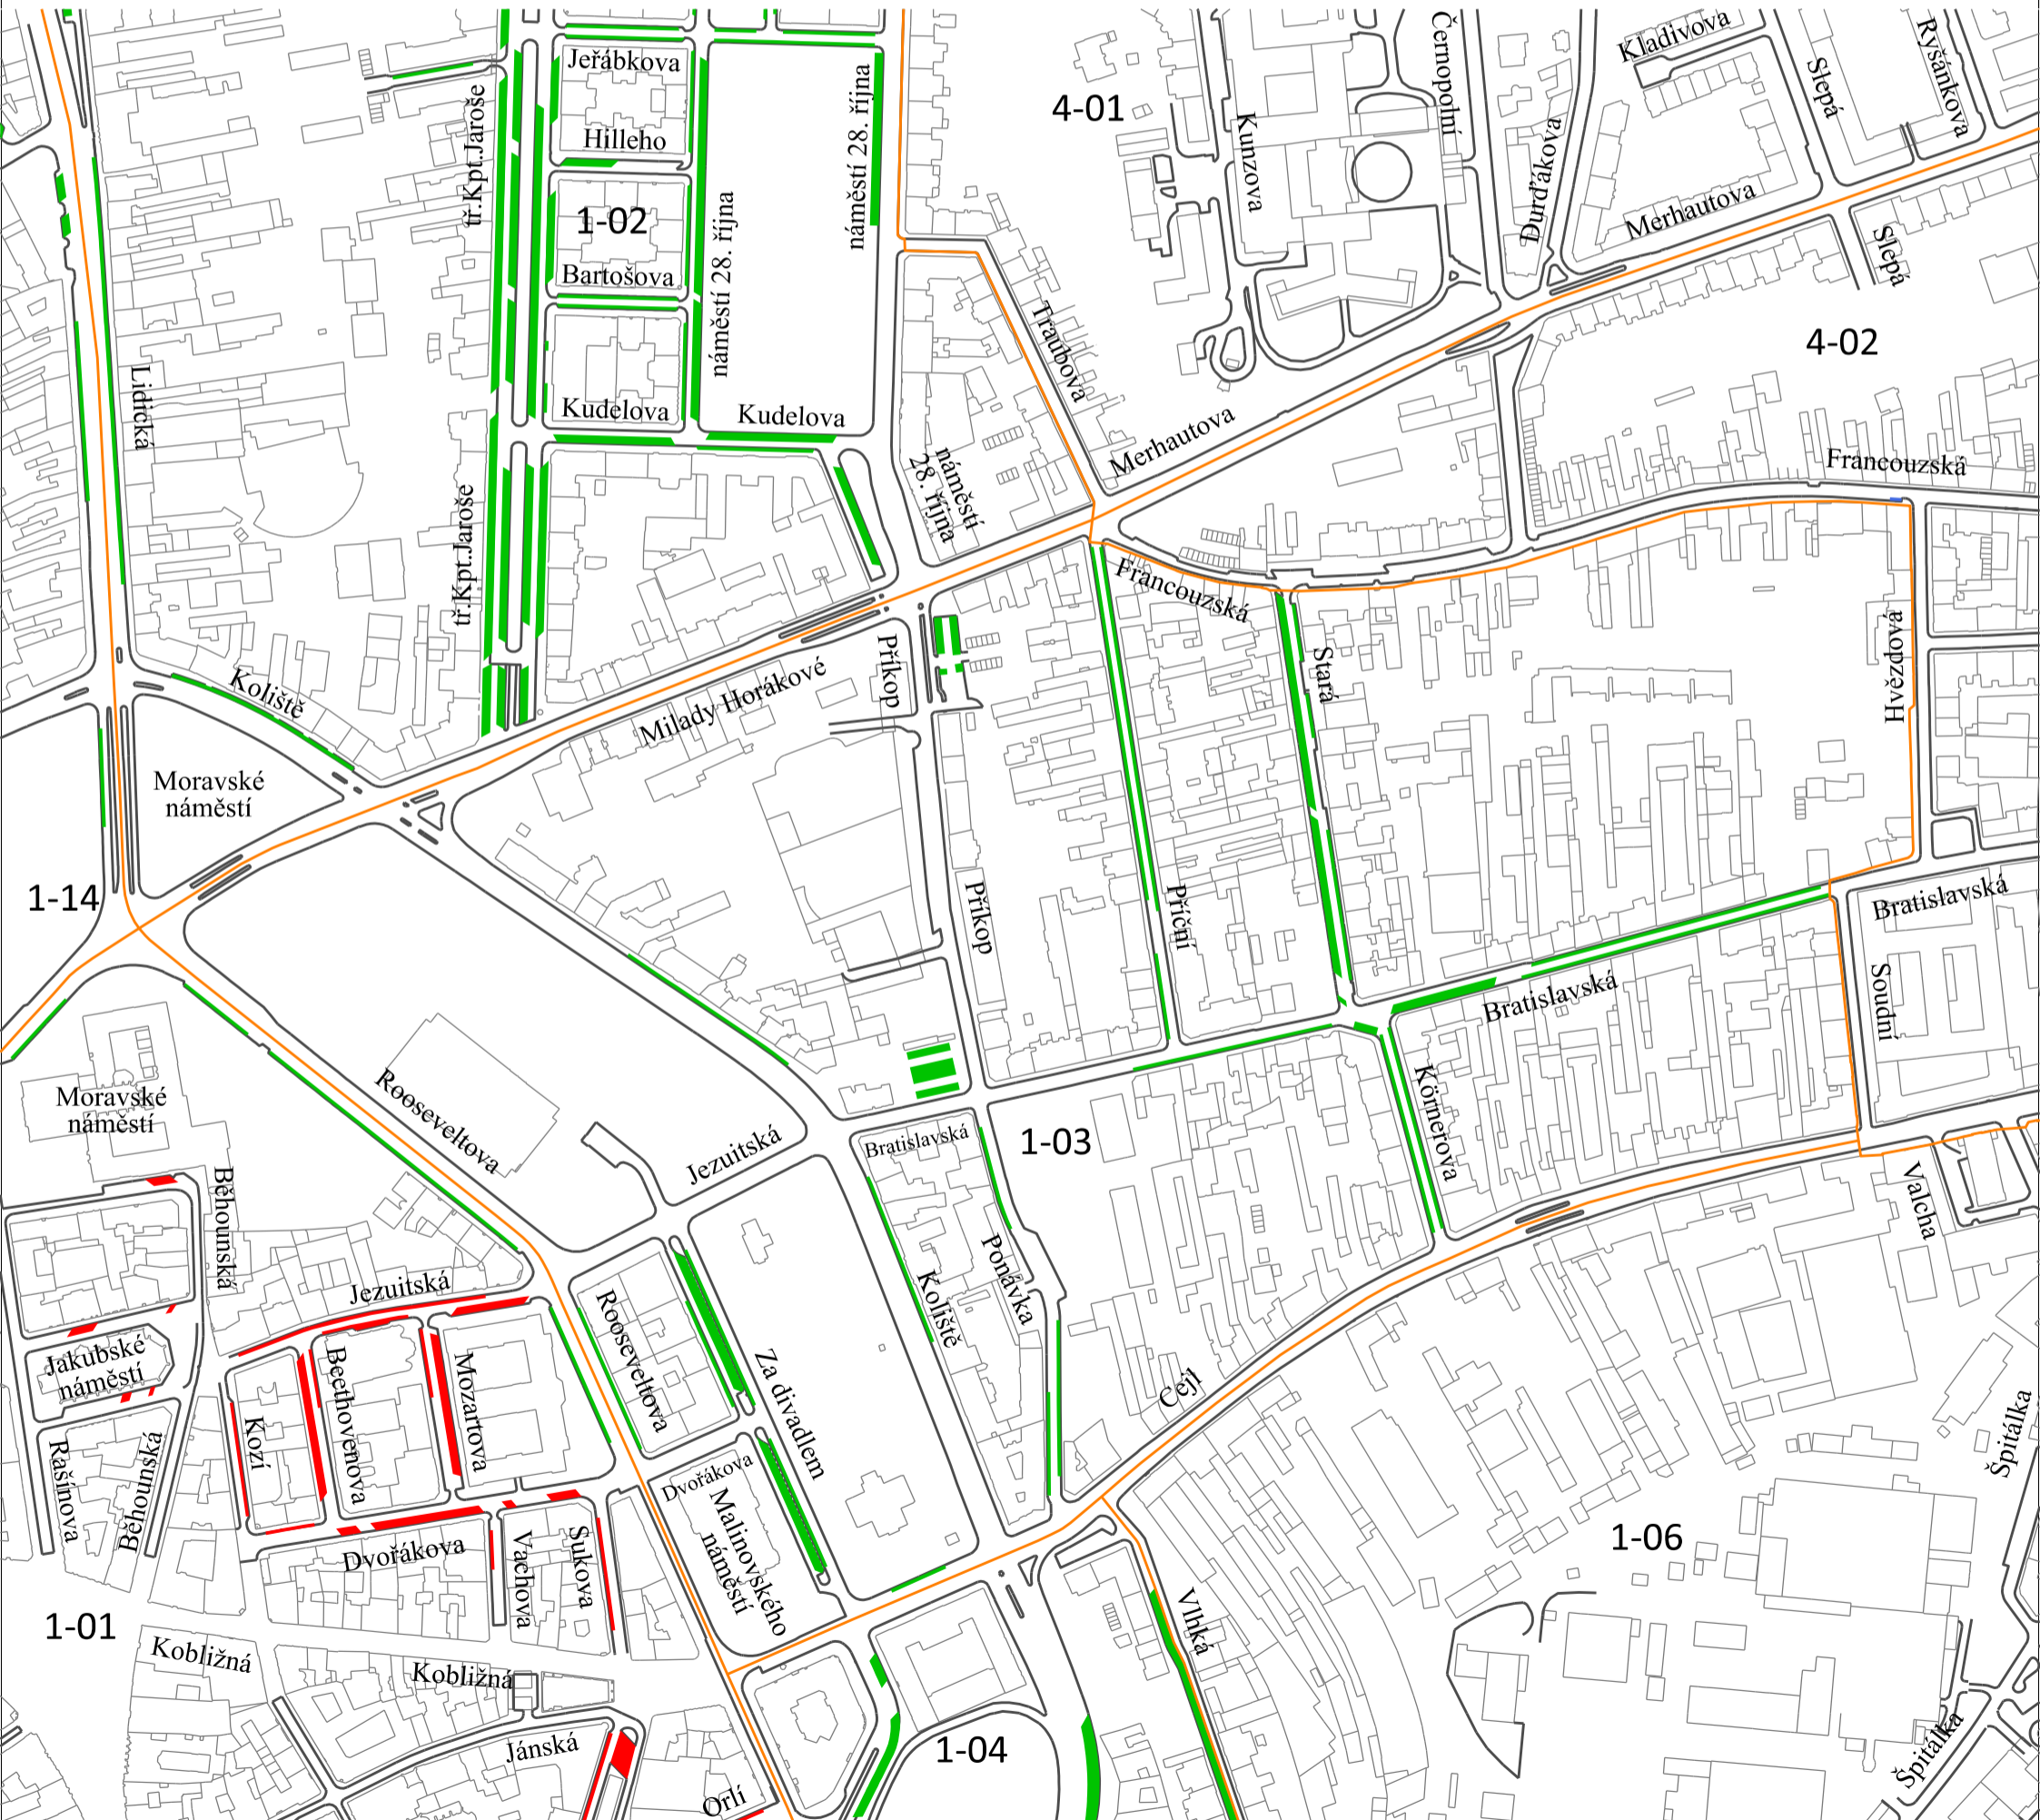 Jeřábkova
tř.Kpt.Jaroše
Hilleho
náměstí 28. října
4-01
Kunzova
Černopolní
Durďákova
Kladivova
Slepá
Ryšánkova
Merhautova
Slepá
1-02
náměstí 28. října
Bartošova
Traubova
4-02
Lidická
Kudelova
Kudelova
Merhautova
náměstí
28. října
Francouzská
tř.Kpt.Jaroše
Francouzská
Stará
Hvězdová
Koliště
Milady Horákové
Příkop
Moravské
náměstí
1-14
Příkop
Příční
Bratislavská
Bratislavská
Soudní
Moravské
náměstí
Rooseveltova
Jezuitská
Bratislavská
1-03
Körnerova
Valcha
Běhounská
Jezuitská
Rooseveltova
Koliště
Ponávka
Jakubské
náměstí
Beethovenova
Mozartova
Za divadlem
Cejl
Kozí
Rašínova
Běhounská
Dvořákova
Malinovského
náměstí
Špitálka
1-06
Dvořákova
Vachova
Sukova
Vlhká
1-01
Kobližná
Kobližná
Jánská
Orlí
1-04
Špitálka